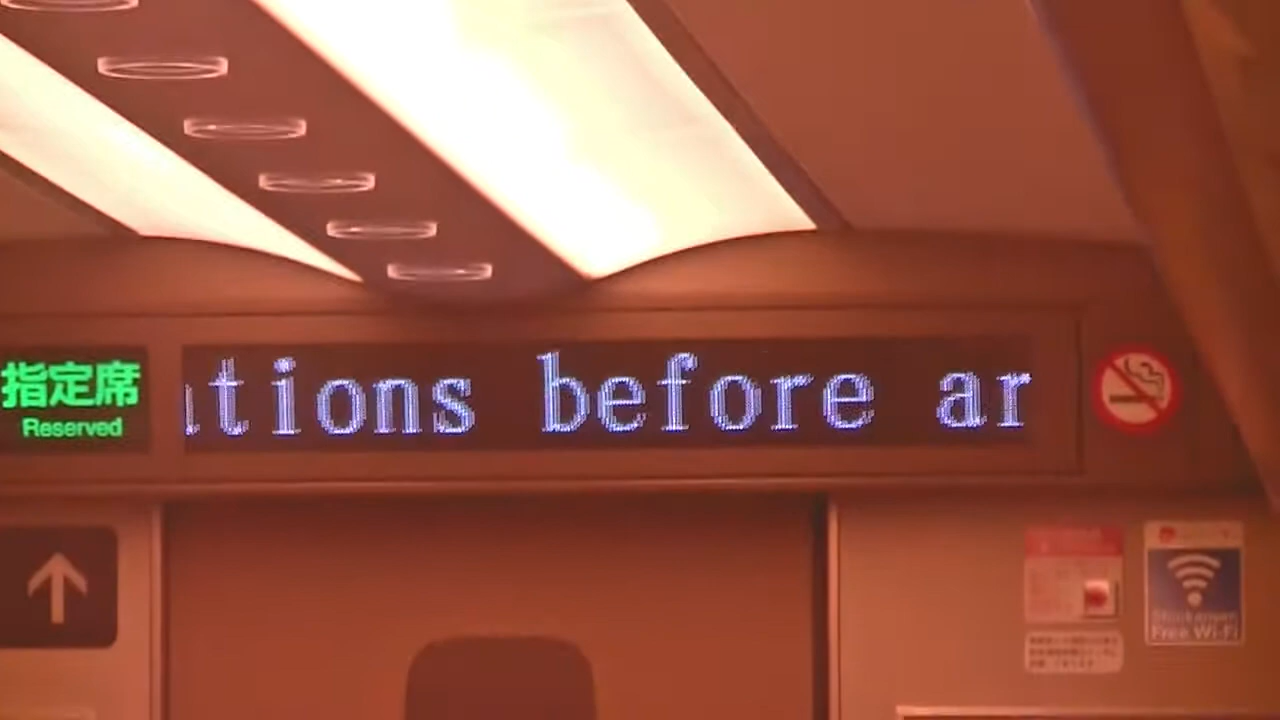 指定席
Reserved
tions before ar
Shinkansen
Free Wi-Fi